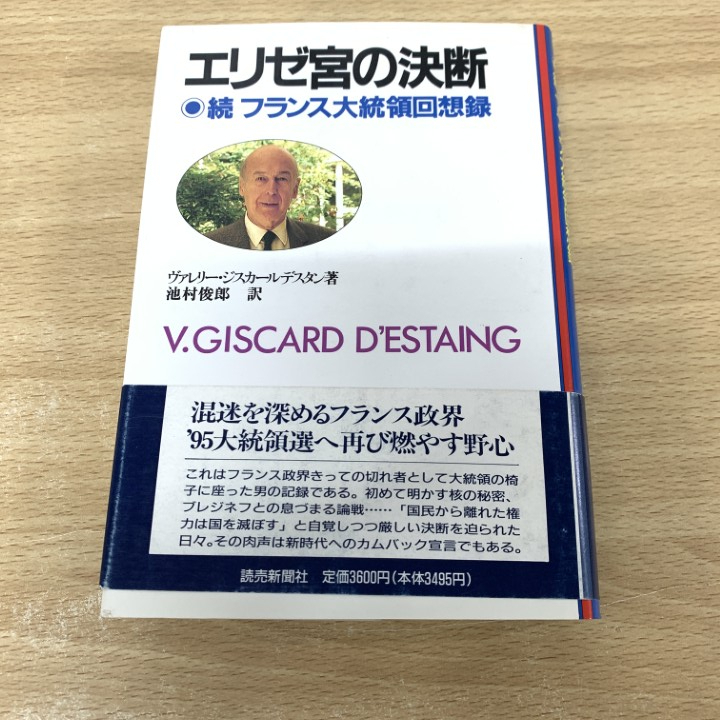 エリゼ宮の決断
◉続 フランス大統領回想録
ヴァレリー・ジスカールデスタン著
池村俊郎 訳
V.GISCARD D'ESTAING
混迷を深めるフランス政界
'95大統領選へ再び燃やす野心
これはフランス政界きっての切れ者として大統領の椅
子に座った男の記録である。初めて明かす核の秘密、
ブレジネフとの息づまる論戦……「国民から離れた権
力は国を滅ぼす」と自覚しつつ厳しい決断を迫られた
日々。その肉声は新時代へのカムバック宣言でもある。
読売新聞社 定価3600円(本体3495円)